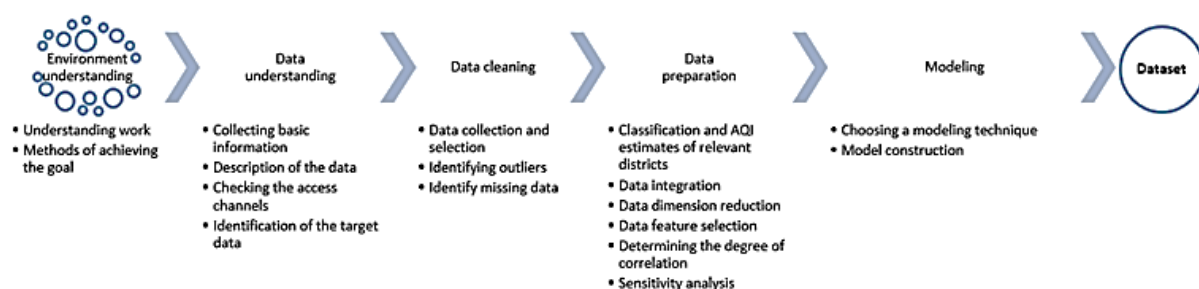 Environment
understanding
• Understanding work
• Methods of achieving
the goal
Data
understanding
• Collecting basic
information
• Description of the data
• Checking the access
channels
• Identification of the target
data
Data cleaning
• Data collection and
selection
• Identifying outliers
• Identify missing data
Data
preparation
• Classification and AQI
estimates of relevant
districts
• Data integration
• Data dimension reduction
• Data feature selection
• Determining the degree of
correlation
• Sensitivity analysis
Modeling
• Choosing a modeling technique
• Model construction
Dataset